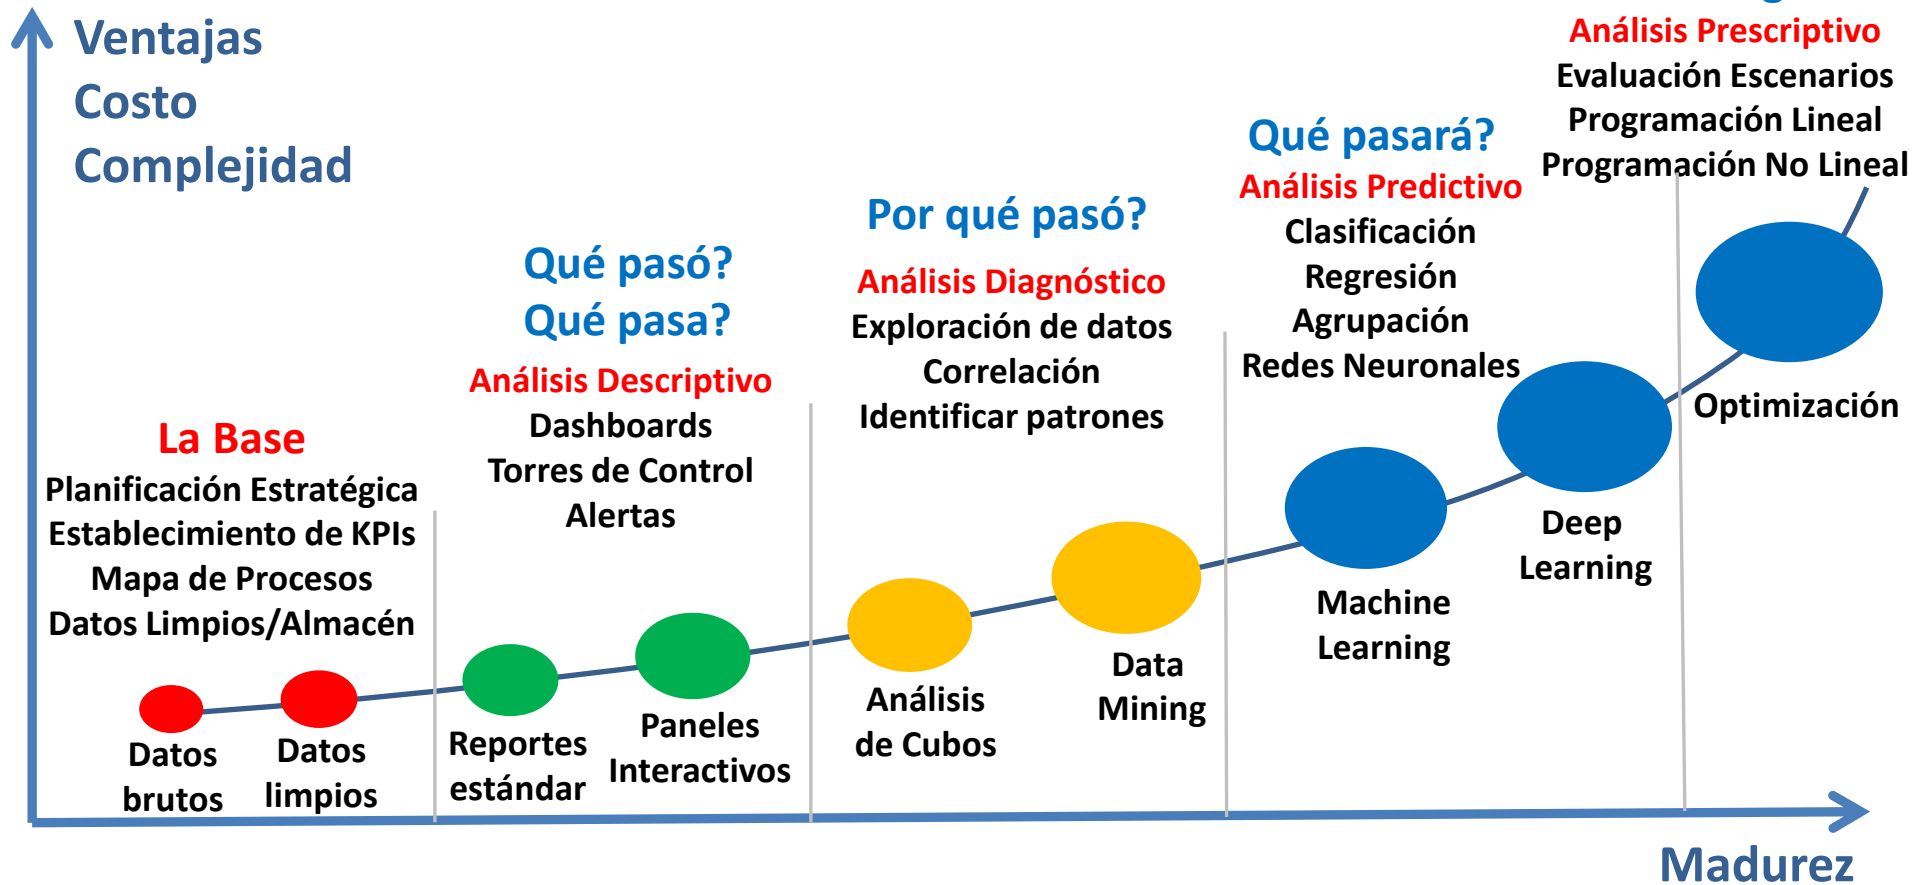 Ventajas
Costo
Complejidad
La Base
Planificación Estratégica
Establecimiento de KPIs
Mapa de Procesos
Datos Limpios/Almacén
Qué pasó?
Qué pasa?
Análisis Descriptivo
Dashboards
Torres de Control
Alertas
Por qué pasó?
Análisis Diagnóstico
Exploración de datos
Correlación
Identificar patrones
Qué pasará?
Análisis Predictivo
Clasificación
Regresión
Agrupación
Redes Neuronales
Análisis Prescriptivo
Evaluación Escenarios
Programación Lineal
Programación No Lineal
Datos
brutos
Datos
limpios
Reportes
estándar
Paneles
Interactivos
Análisis
de Cubos
Data
Mining
Machine
Learning
Deep
Learning
Optimización
Madurez